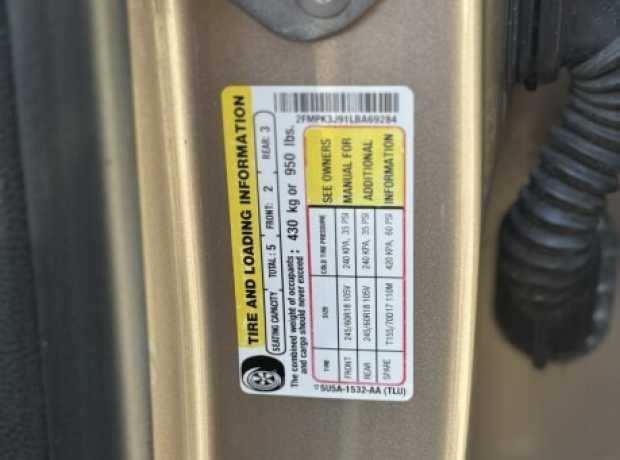 TIRE AND LOADING INFORMATION
SEATING CAPACITY TOTAL: 5 FRONT: 2 REAR: 3
The combined weight of occupants
and cargo should never exceed: 430 kg or 950 lbs.
TIRE SIZE COLD TIRE PRESSURE SEE OWNERS
FRONT 245/60R18 105V 240 KPA, 35 PSI MANUAL FOR
REAR 245/60R18 105V 240 KPA, 35 PSI ADDITIONAL
SPARE T155/70D17 110M 420 KPA, 60 PSI INFORMATION
5U5A-1532-AA (TLU)
2FMPK3J91LBA69284